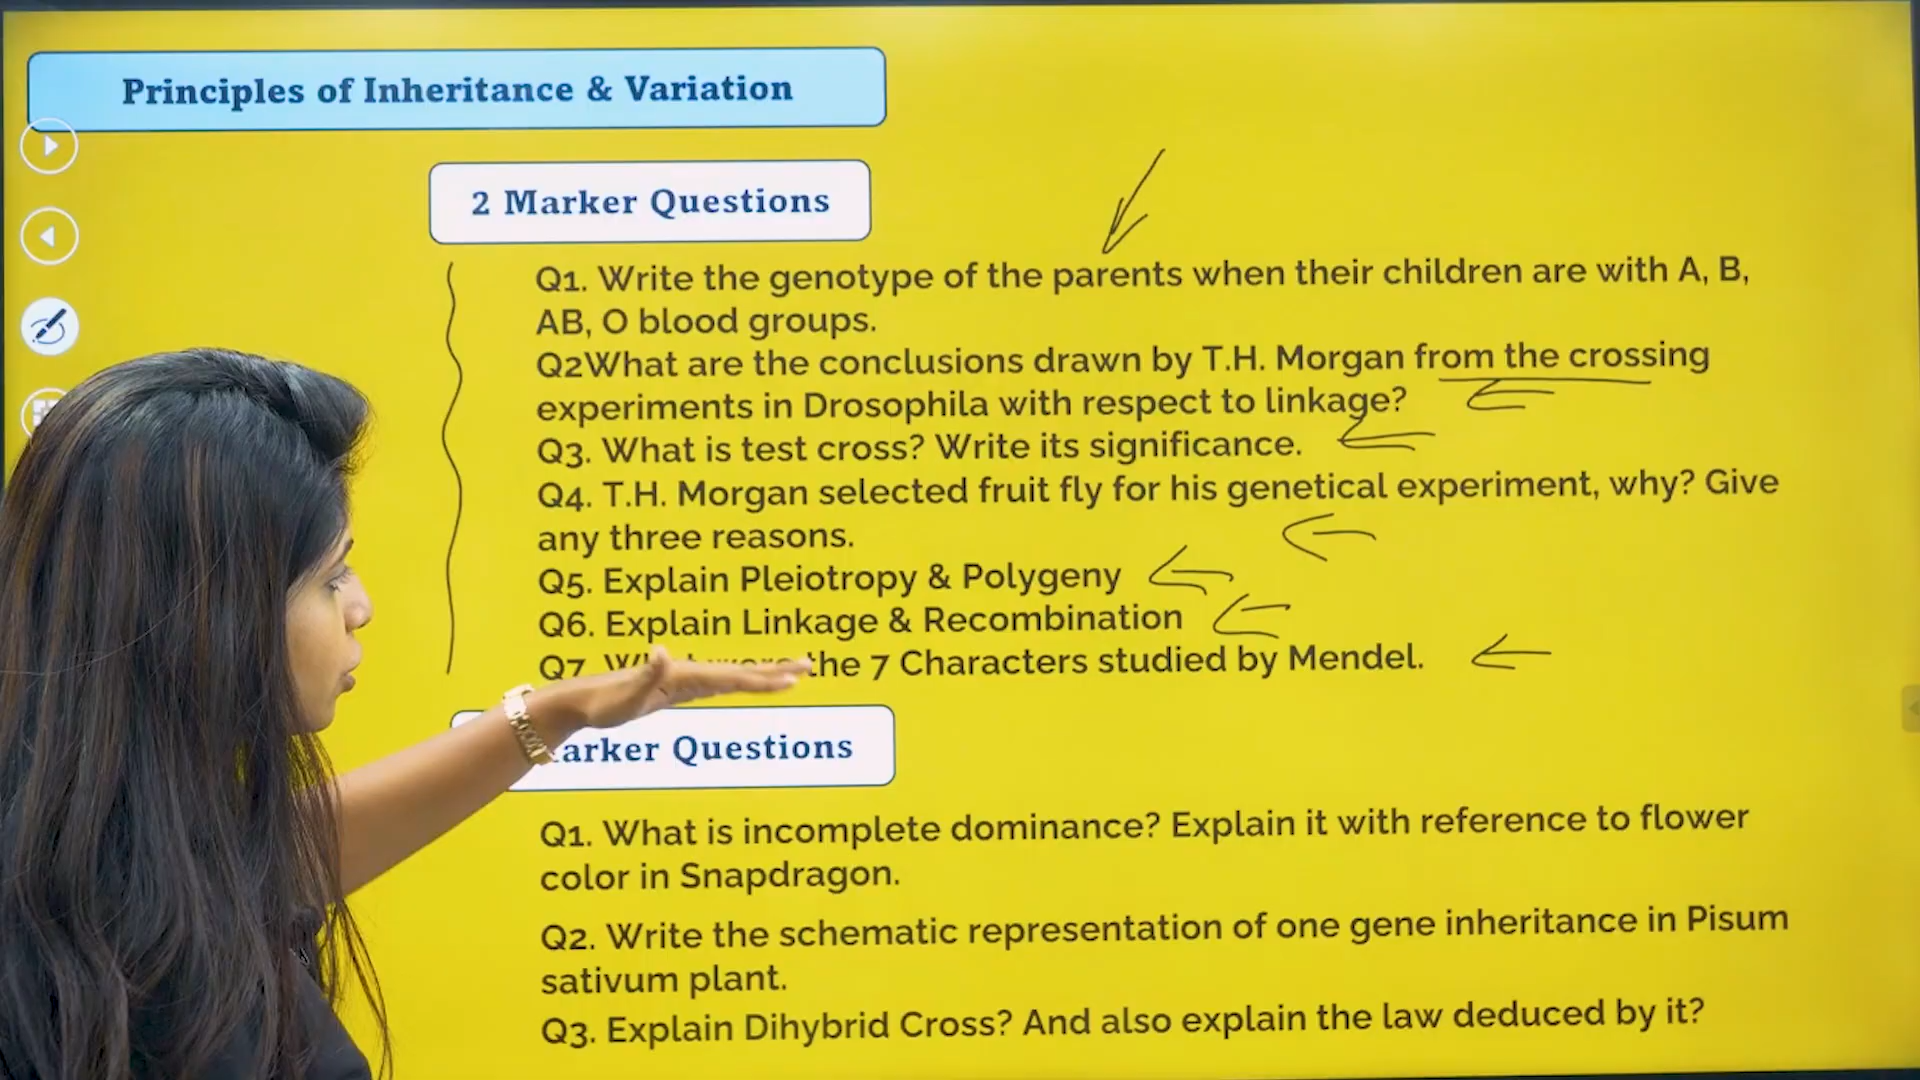 Principles of Inheritance & Variation
2 Marker Questions
Q1. Write the genotype of the parents when their children are with A, B,
AB, O blood groups.
Q2What are the conclusions drawn by T.H. Morgan from the crossing
experiments in Drosophila with respect to linkage?
Q3. What is test cross? Write its significance.
Q4. T.H. Morgan selected fruit fly for his genetical experiment, why? Give
any three reasons.
Q5. Explain Pleiotropy & Polygeny
Q6. Explain Linkage & Recombination
Q7 the 7 Characters studied by Mendel.
Questions
Q1. What is incomplete dominance? Explain it with reference to flower
color in Snapdragon.
Q2. Write the schematic representation of one gene inheritance in Pisum
sativum plant.
Q3. Explain Dihybrid Cross? And also explain the law deduced by it?